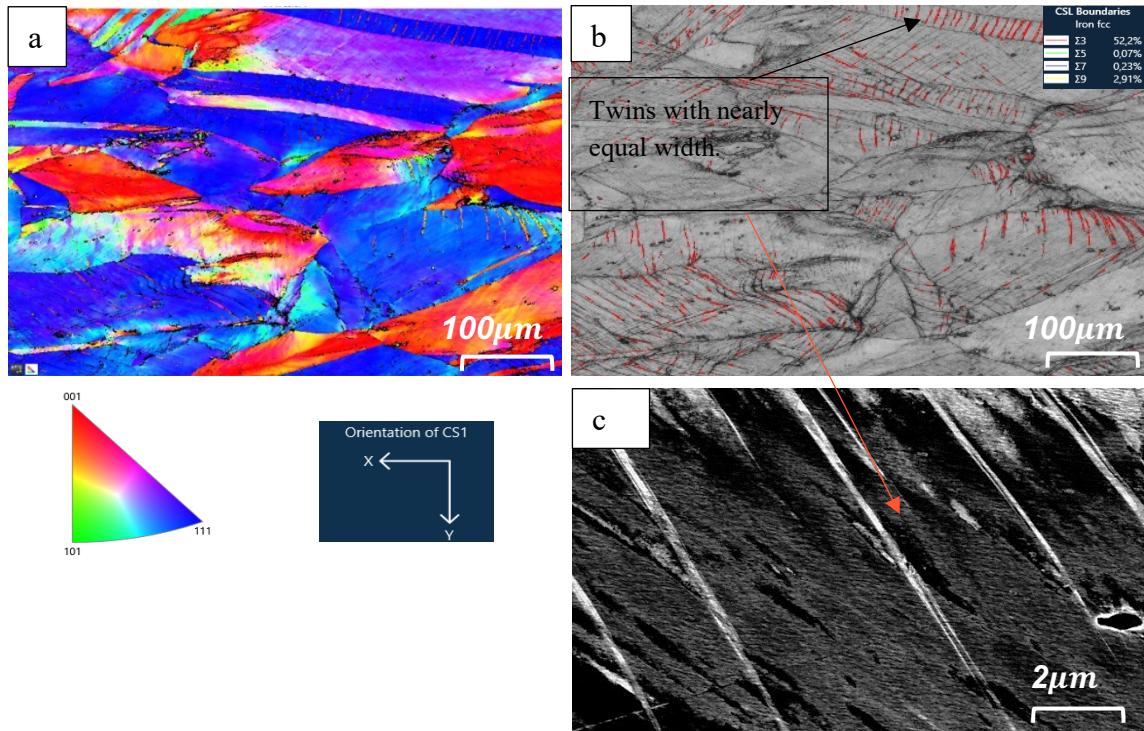 a
100μm
b
CSL Boundaries
Iron fcc
Σ3 52,2%
Σ5 0,07%
Σ7 0,23%
Σ9 2,91%
Twins with nearly
equal width.
100μm
001
101
111
Orientation of CS1
X
Y
c
2μm